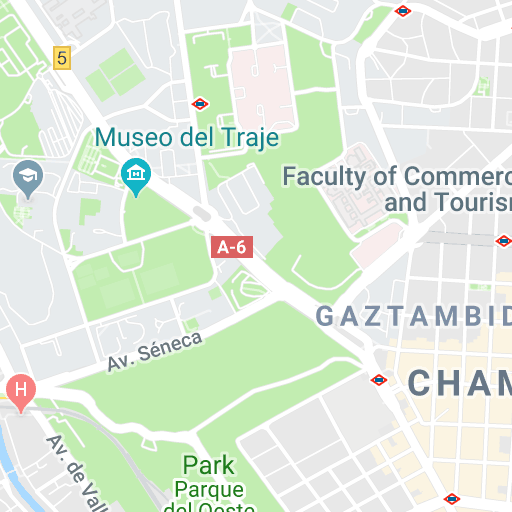 5
Museo del Traje
Faculty of Commerc
and Tourism
A-6
GAZTAMBID
Av. Séneca
CHAM
H
Av. de Vall
Park
Parque
del Oeste